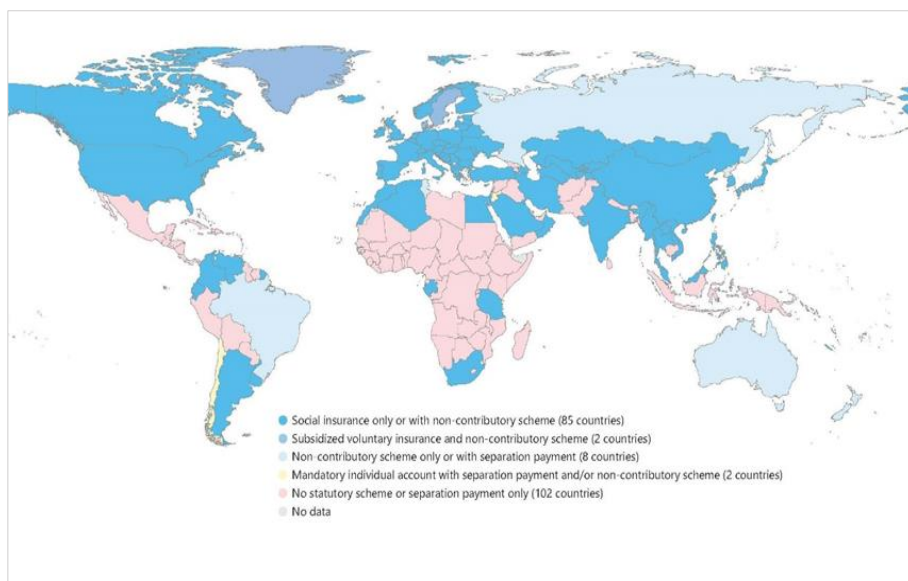 Social insurance only or with non-contributory scheme (85 countries)
Subsidized voluntary insurance and non-contributory scheme (2 countries)
Non-contributory scheme only or with separation payment (8 countries)
Mandatory individual account with separation payment and/or non-contributory scheme (2 countries)
No statutory scheme or separation payment only (102 countries)
No data